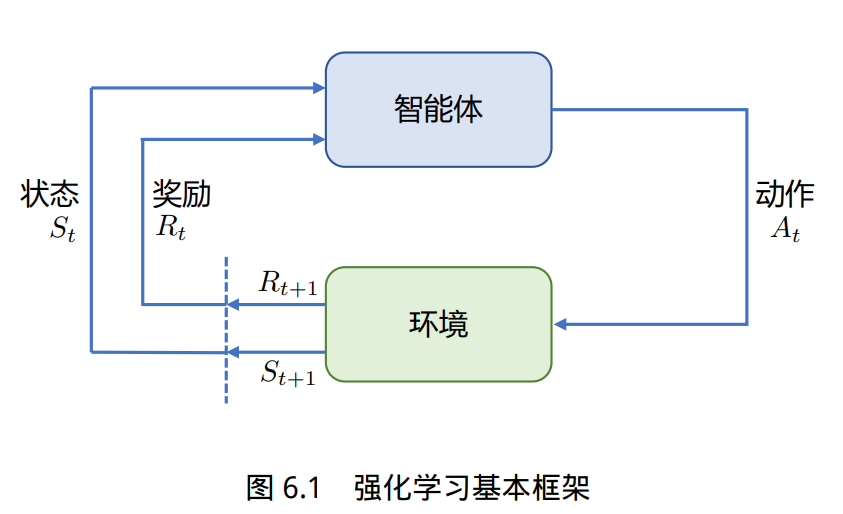 智能体
状态
S_t
奖励
R_t
动作
A_t
R_{t+1}
环境
S_{t+1}
图 6.1 强化学习基本框架